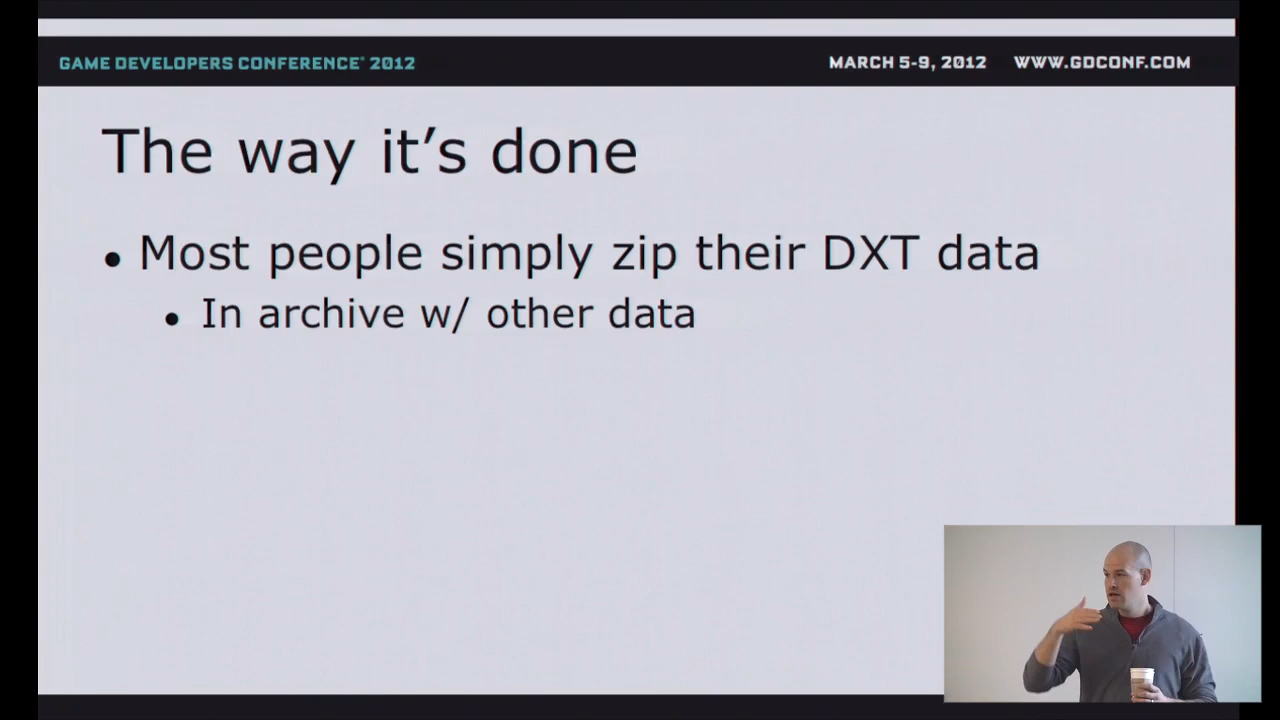 GAME DEVELOPERS CONFERENCE® 2012
MARCH 5-9, 2012 WWW.GDCONF.COM
The way it’s done
• Most people simply zip their DXT data
• In archive w/ other data